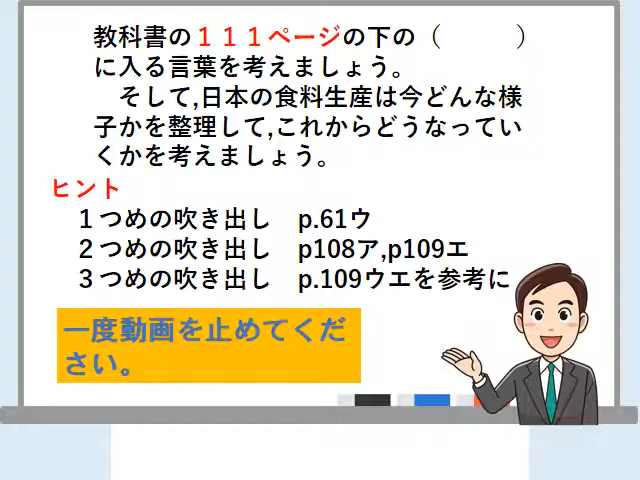 教科書の１１１ページの下の（　　　）
に入る言葉を考えましょう。
　そして,日本の食料生産は今どんな様
子かを整理して,これからどうなってい
くかを考えましょう。
ヒント
１つめの吹き出し　p.61ウ
２つめの吹き出し　p108ア,p109エ
３つめの吹き出し　p.109ウエを参考に
一度動画を止めてくだ
さい。